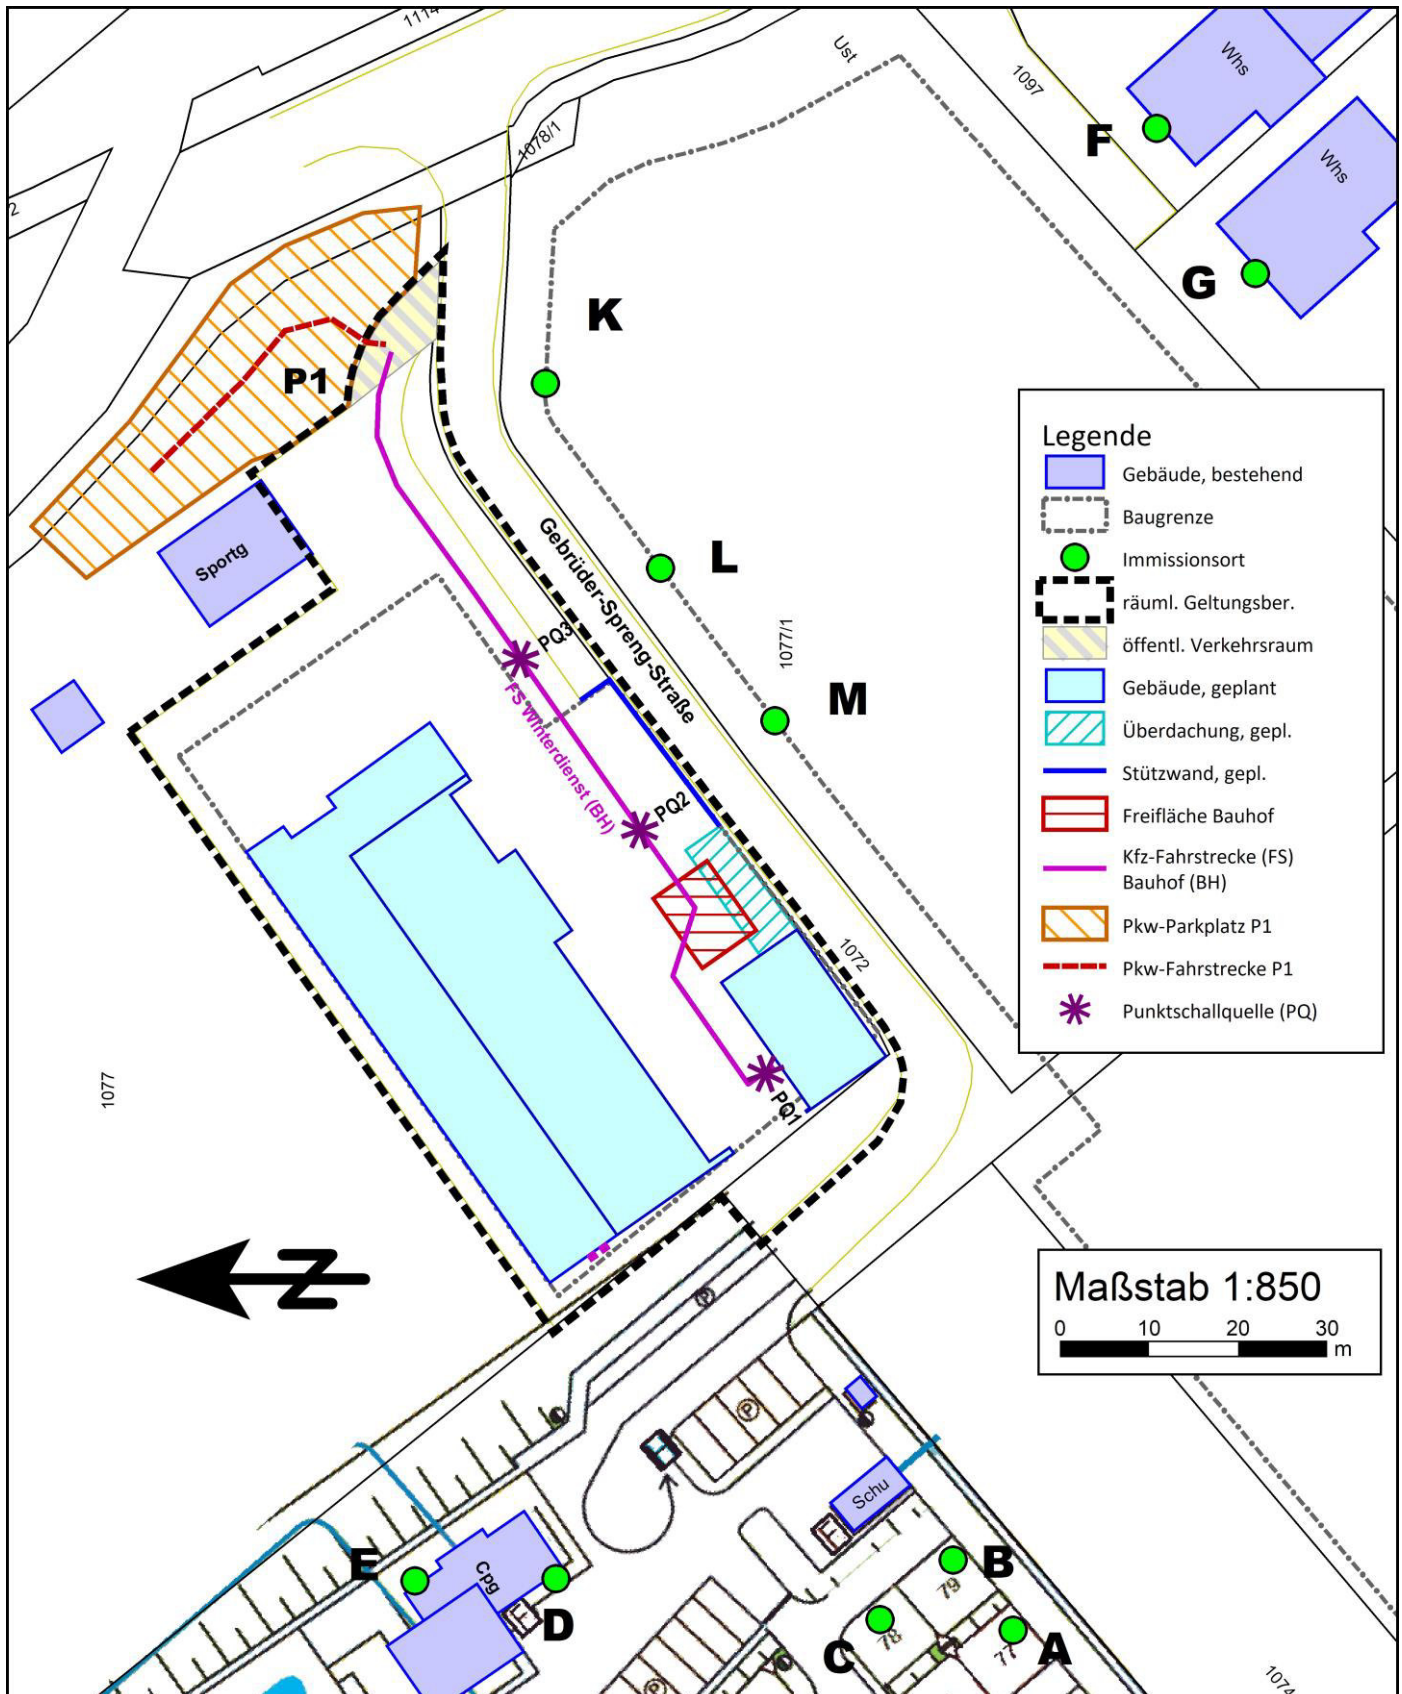 1114
Ust
1097
Whs
1078/1
F
Whs
2
G
K
P1
Legende
Gebäude, bestehend
Baugrenze
Immissionsort
räuml. Geltungsber.
öffentl. Verkehrsraum
Gebäude, geplant
Überdachung, gepl.
Stützwand, gepl.
Freifläche Bauhof
Kfz-Fahrstrecke (FS)
Bauhof (BH)
Pkw-Parkplatz P1
Pkw-Fahrstrecke P1
Punktschallquelle (PQ)
Sportg
Gebrüder-Spreng-Straße
L
PQ3
1077/1
M
FS Winterdienst (BH)
PQ2
1072
1077
PQ1
N
Maßstab 1:850
0 10 20 30
m
P
P
Schu
E
Cpg
B
79
D
F
F
C
78
A
77
P
1074